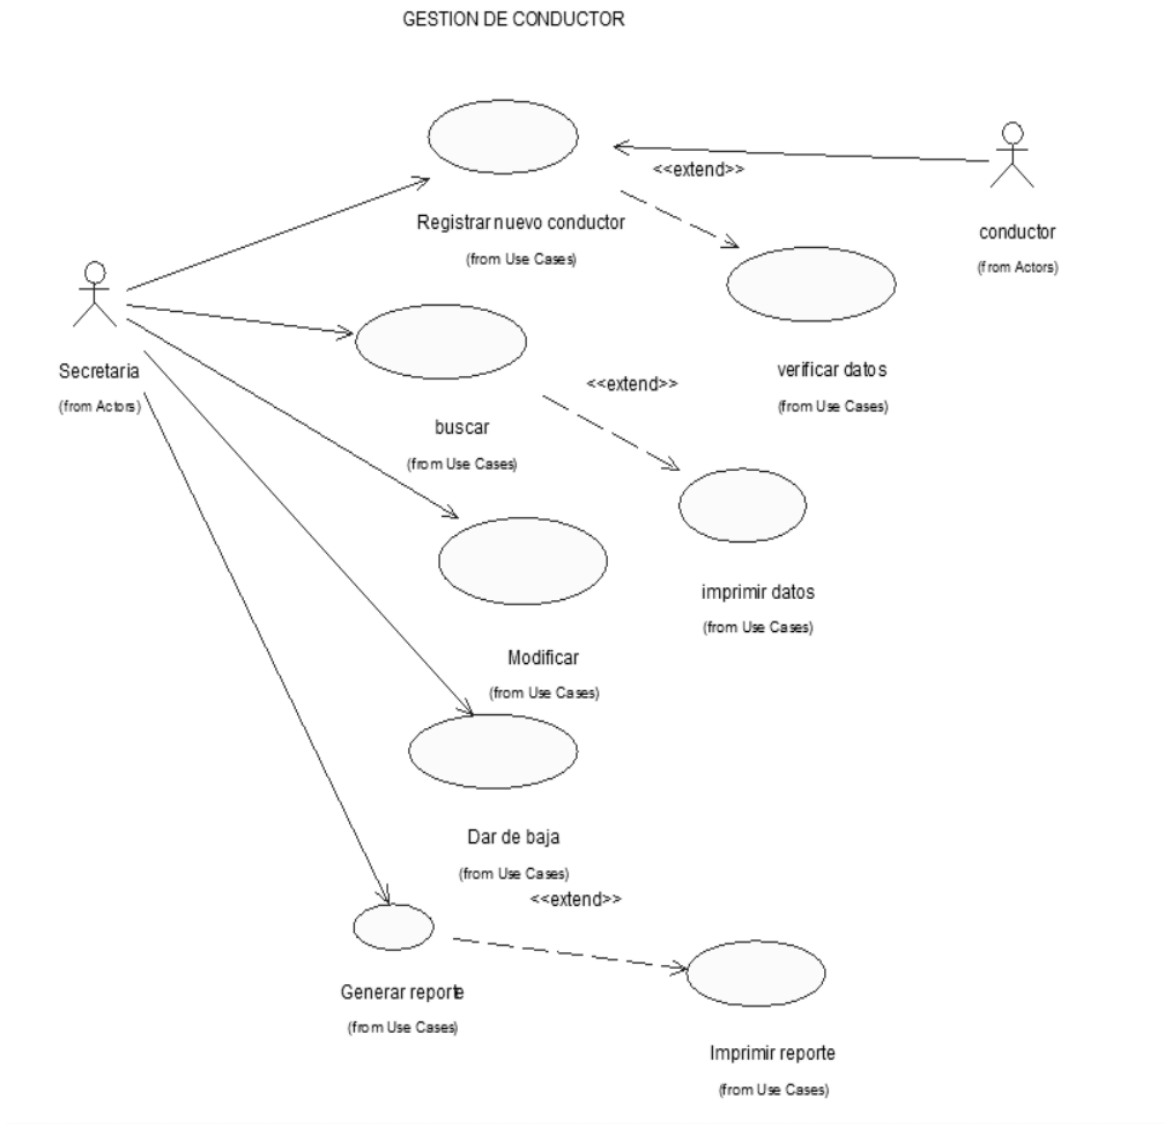 GESTION DE CONDUCTOR
<<extend>>
Registrar nuevo conductor
(from Use Cases)
conductor
(from Actors)
Secretaria
(from Actors)
verificar datos
(from Use Cases)
<<extend>>
buscar
(from Use Cases)
imprimir datos
(from Use Cases)
Modificar
(from Use Cases)
Dar de baja
(from Use Cases)
<<extend>>
Generar reporte
(from Use Cases)
Imprimir reporte
(from Use Cases)